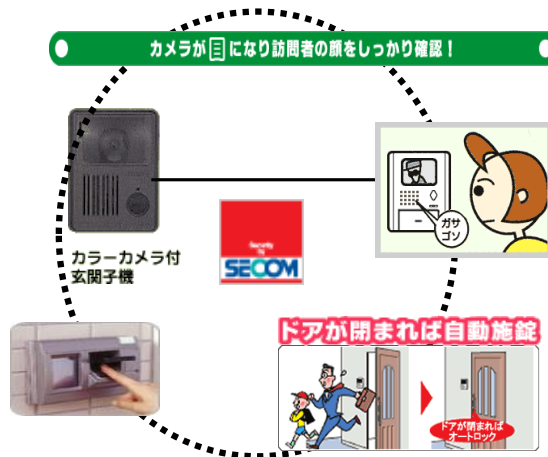 カメラが目になり訪問者の顔をしっかり確認！
ガサ
ゴソ
カラーカメラ付
玄関子機
Security
by
SECOM
ドアが閉まれば自動施錠
ドアが閉まれば
オートロック